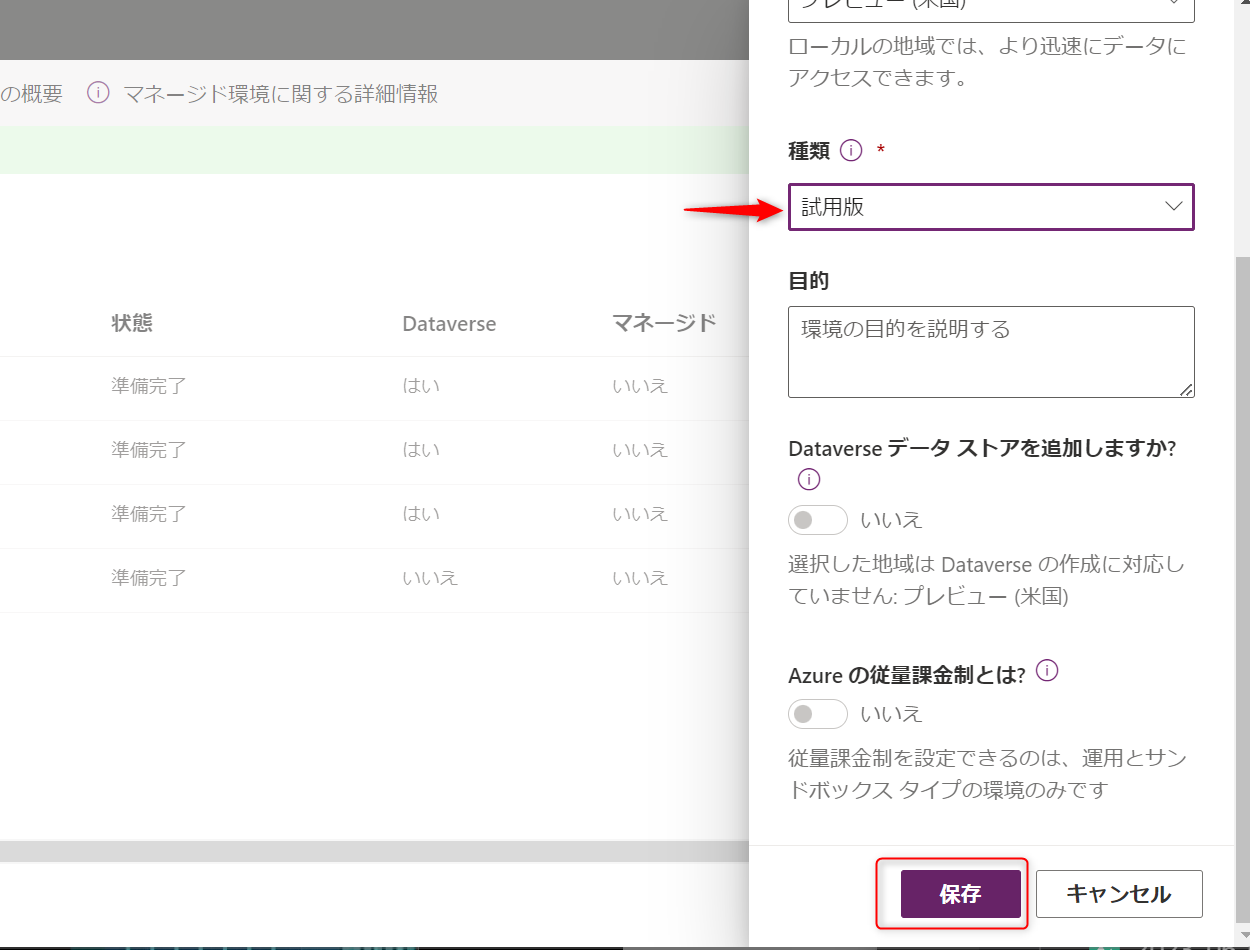 プレビュー (米国)
ローカルの地域では、より迅速にデータに
アクセスできます。
の概要 マネージド環境に関する詳細情報
種類 *
試用版
目的
環境の目的を説明する
状態 Dataverse マネージド
準備完了 はい いいえ
準備完了 はい いいえ
準備完了 はい いいえ
準備完了 いいえ いいえ
Dataverse データ ストアを追加しますか?
いいえ
選択した地域は Dataverse の作成に対応し
ていません: プレビュー (米国)
Azure の従量課金制とは?
いいえ
従量課金制を設定できるのは、運用とサン
ドボックス タイプの環境のみです
保存 キャンセル